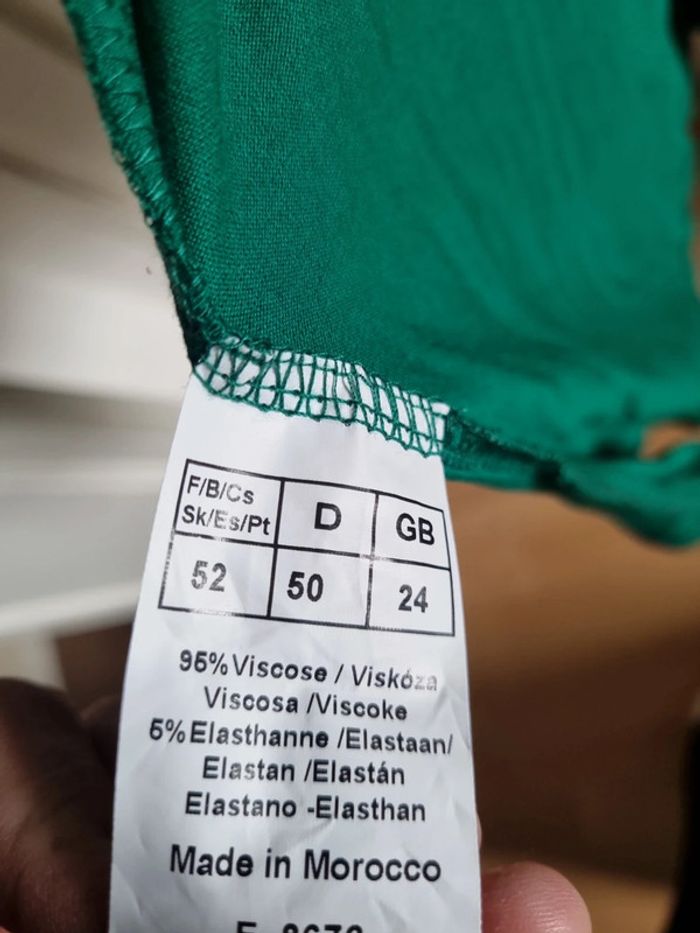 F/B/Cs D GB
Sk/Es/Pt
52 50 24
95% Viscose / Viskóza
Viscosa /Viscoke
5% Elasthanne /Elastaan/
Elastan /Elastán
Elastano -Elasthan
Made in Morocco